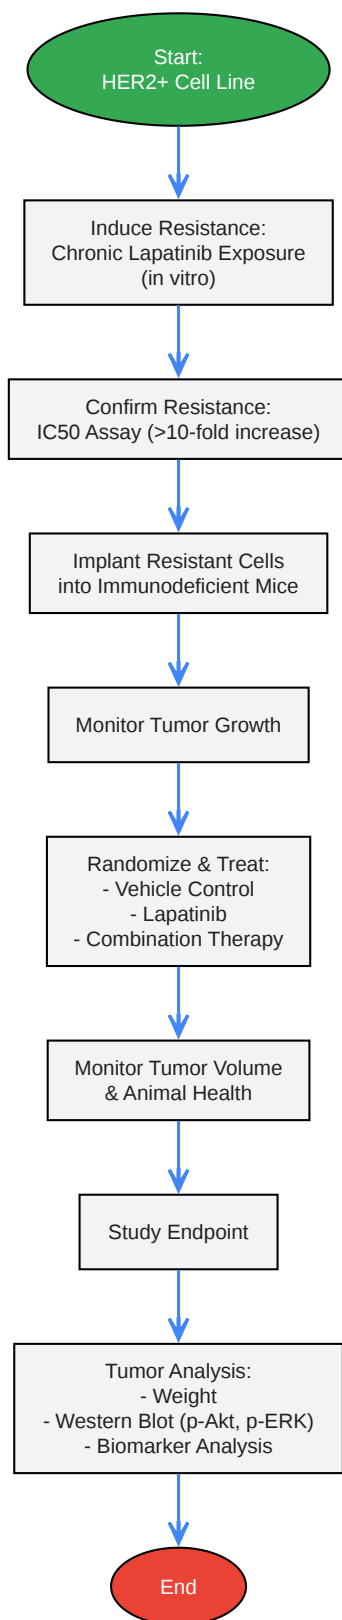 Start:
HER2+ Cell Line
Induce Resistance:
Chronic Lapatinib Exposure
(in vitro)
Confirm Resistance:
IC50 Assay (>10-fold increase)
Implant Resistant Cells
into Immunodeficient Mice
Monitor Tumor Growth
Randomize & Treat:
- Vehicle Control
- Lapatinib
- Combination Therapy
Monitor Tumor Volume
& Animal Health
Study Endpoint
Tumor Analysis:
- Weight
- Western Blot (p-Akt, p-ERK)
- Biomarker Analysis
End